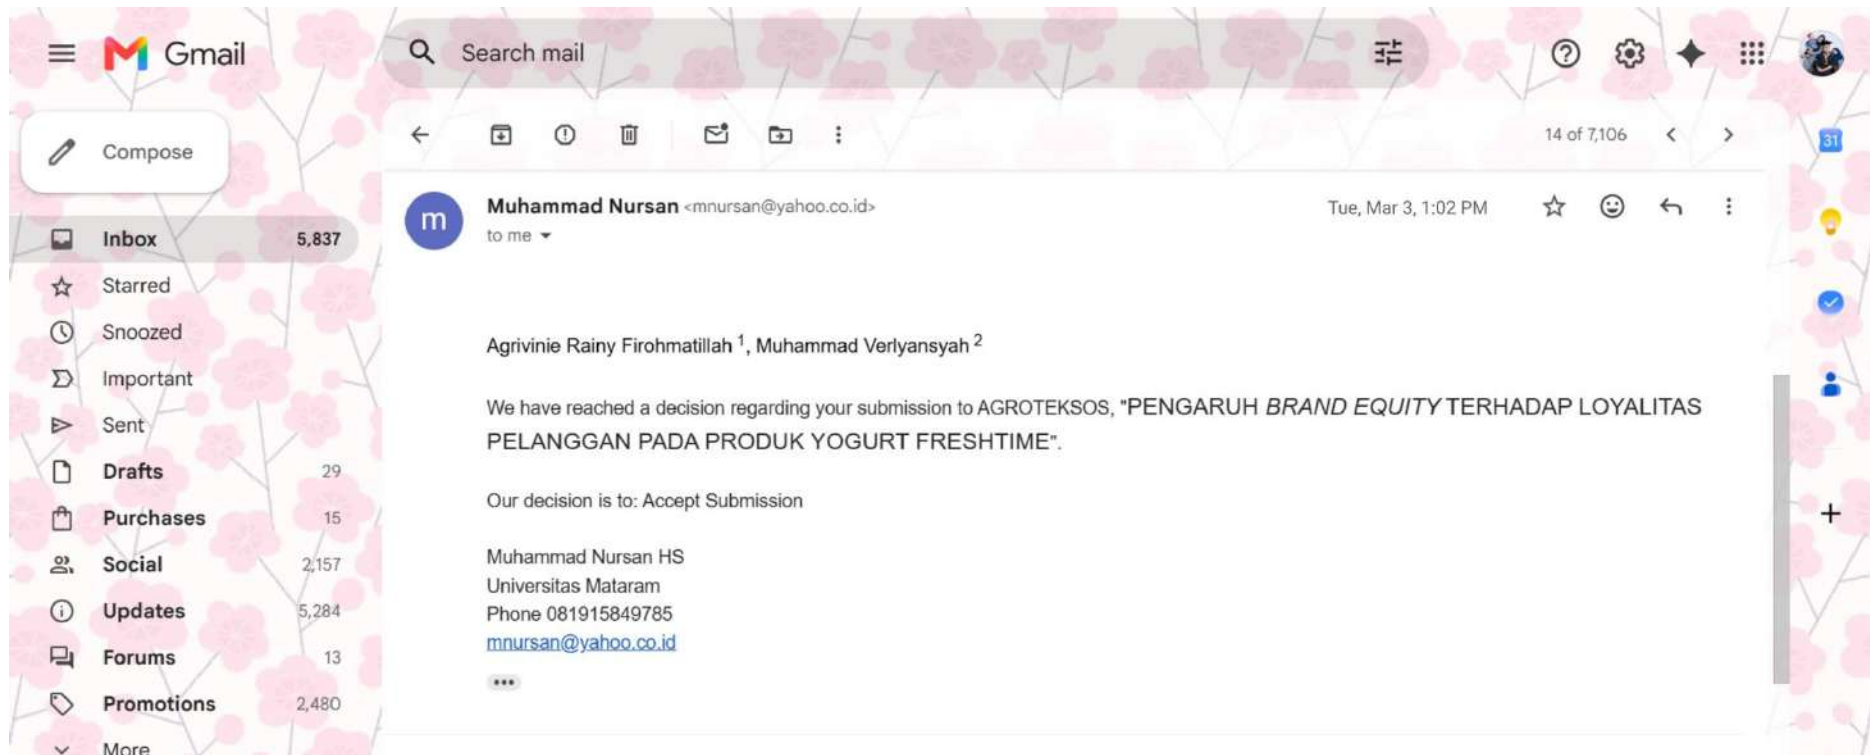 Gmail
Search mail
Compose
14 of 7,106
31
Inbox 5,837
Starred
Snoozed
Important
Sent
Drafts 29
Purchases 15
Social 2,157
Updates 5,284
Forums 13
Promotions 2,480
More
m
Muhammad Nursan <mnursan@yahoo.co.id>
Tue, Mar 3, 1:02 PM
to me
Agrivinie Rainy Firohmatillah 1, Muhammad Verlyansyah 2
We have reached a decision regarding your submission to AGROTEKSOS, "PENGARUH BRAND EQUITY TERHADAP LOYALITAS
PELANGGAN PADA PRODUK YOGURT FRESHTIME".
Our decision is to: Accept Submission
Muhammad Nursan HS
Universitas Mataram
Phone 081915849785
mnursan@yahoo.co.id